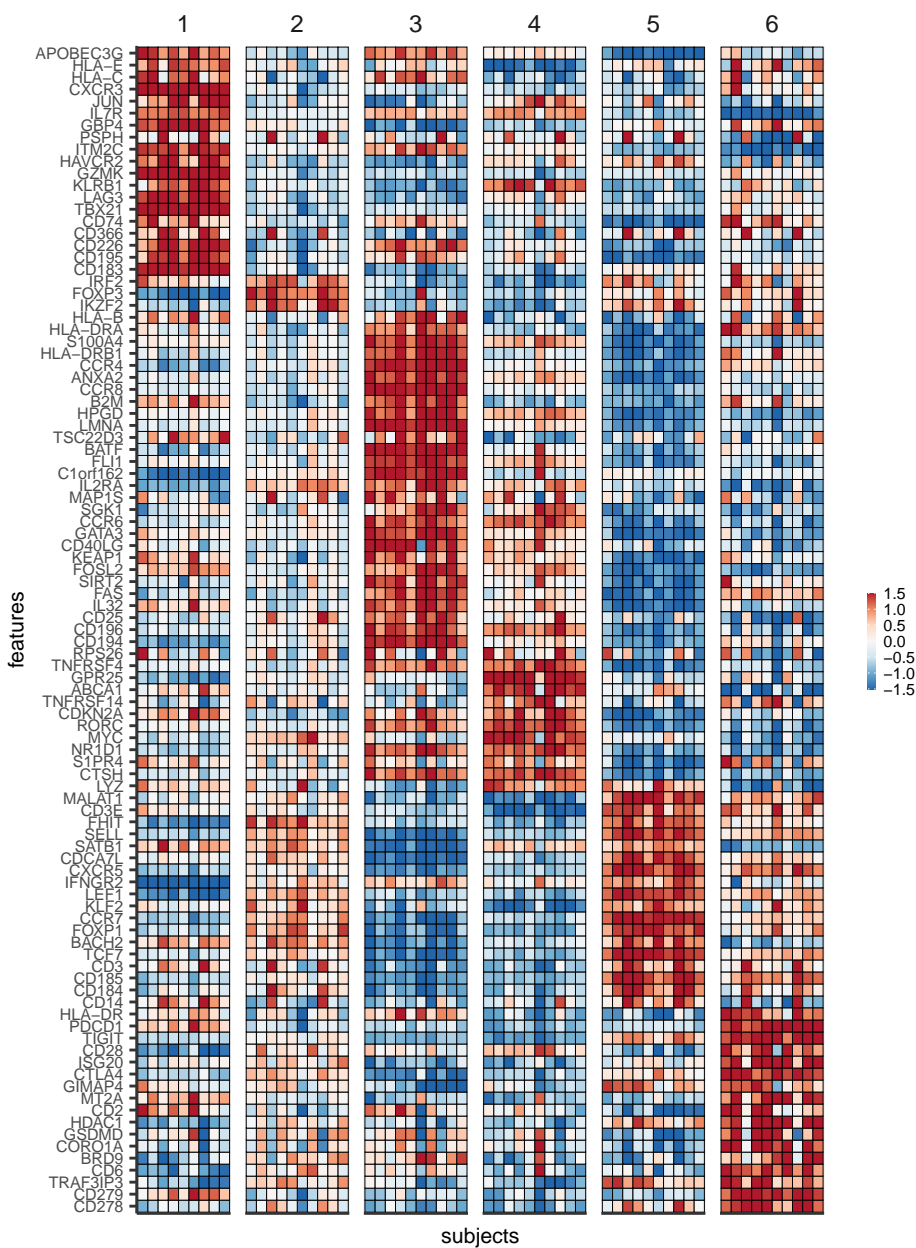 1 2 3 4 5 6
APOBEC3G
HLA−E
HLA−C
CXCR3
JUN
IL7R
GBP4
PSPH
ITM2C
HAVCR2
GZMK
KLRB1
LAG3
TBX21
CD74
CD366
CD226
CD195
CD183
IRF2
FOXP3
IKZF2
HLA−B
HLA−DRA
S100A4
HLA−DRB1
CCR4
ANXA2
CCR8
B2M
HPGD
LMNA
TSC22D3
BATF
FLI1
C1orf162
IL2RA
MAP1S
SGK1
CCR6
GATA3
CD40LG
KEAP1
FOSL2
SIRT2
FAS
IL32
CD25
CD196
CD194
RPS26
TNFRSF4
GPR25
ABCA1
TNFRSF14
CDKN2A
RORC
MYC
NR1D1
S1PR4
CTSH
LYZ
MALAT1
CD3E
FHIT
SELL
SATB1
CDCA7L
CXCR5
IFNGR2
LEF1
KLF2
CCR7
FOXP1
BACH2
TCF7
CD3
CD185
CD184
CD14
HLA−DR
PDCD1
TIGIT
CD28
ISG20
CTLA4
GIMAP4
MT2A
CD2
HDAC1
GSDMD
CORO1A
BRD9
CD6
TRAF3IP3
CD279
CD278
features
subjects
1.5
1.0
0.5
0.0
−0.5
−1.0
−1.5